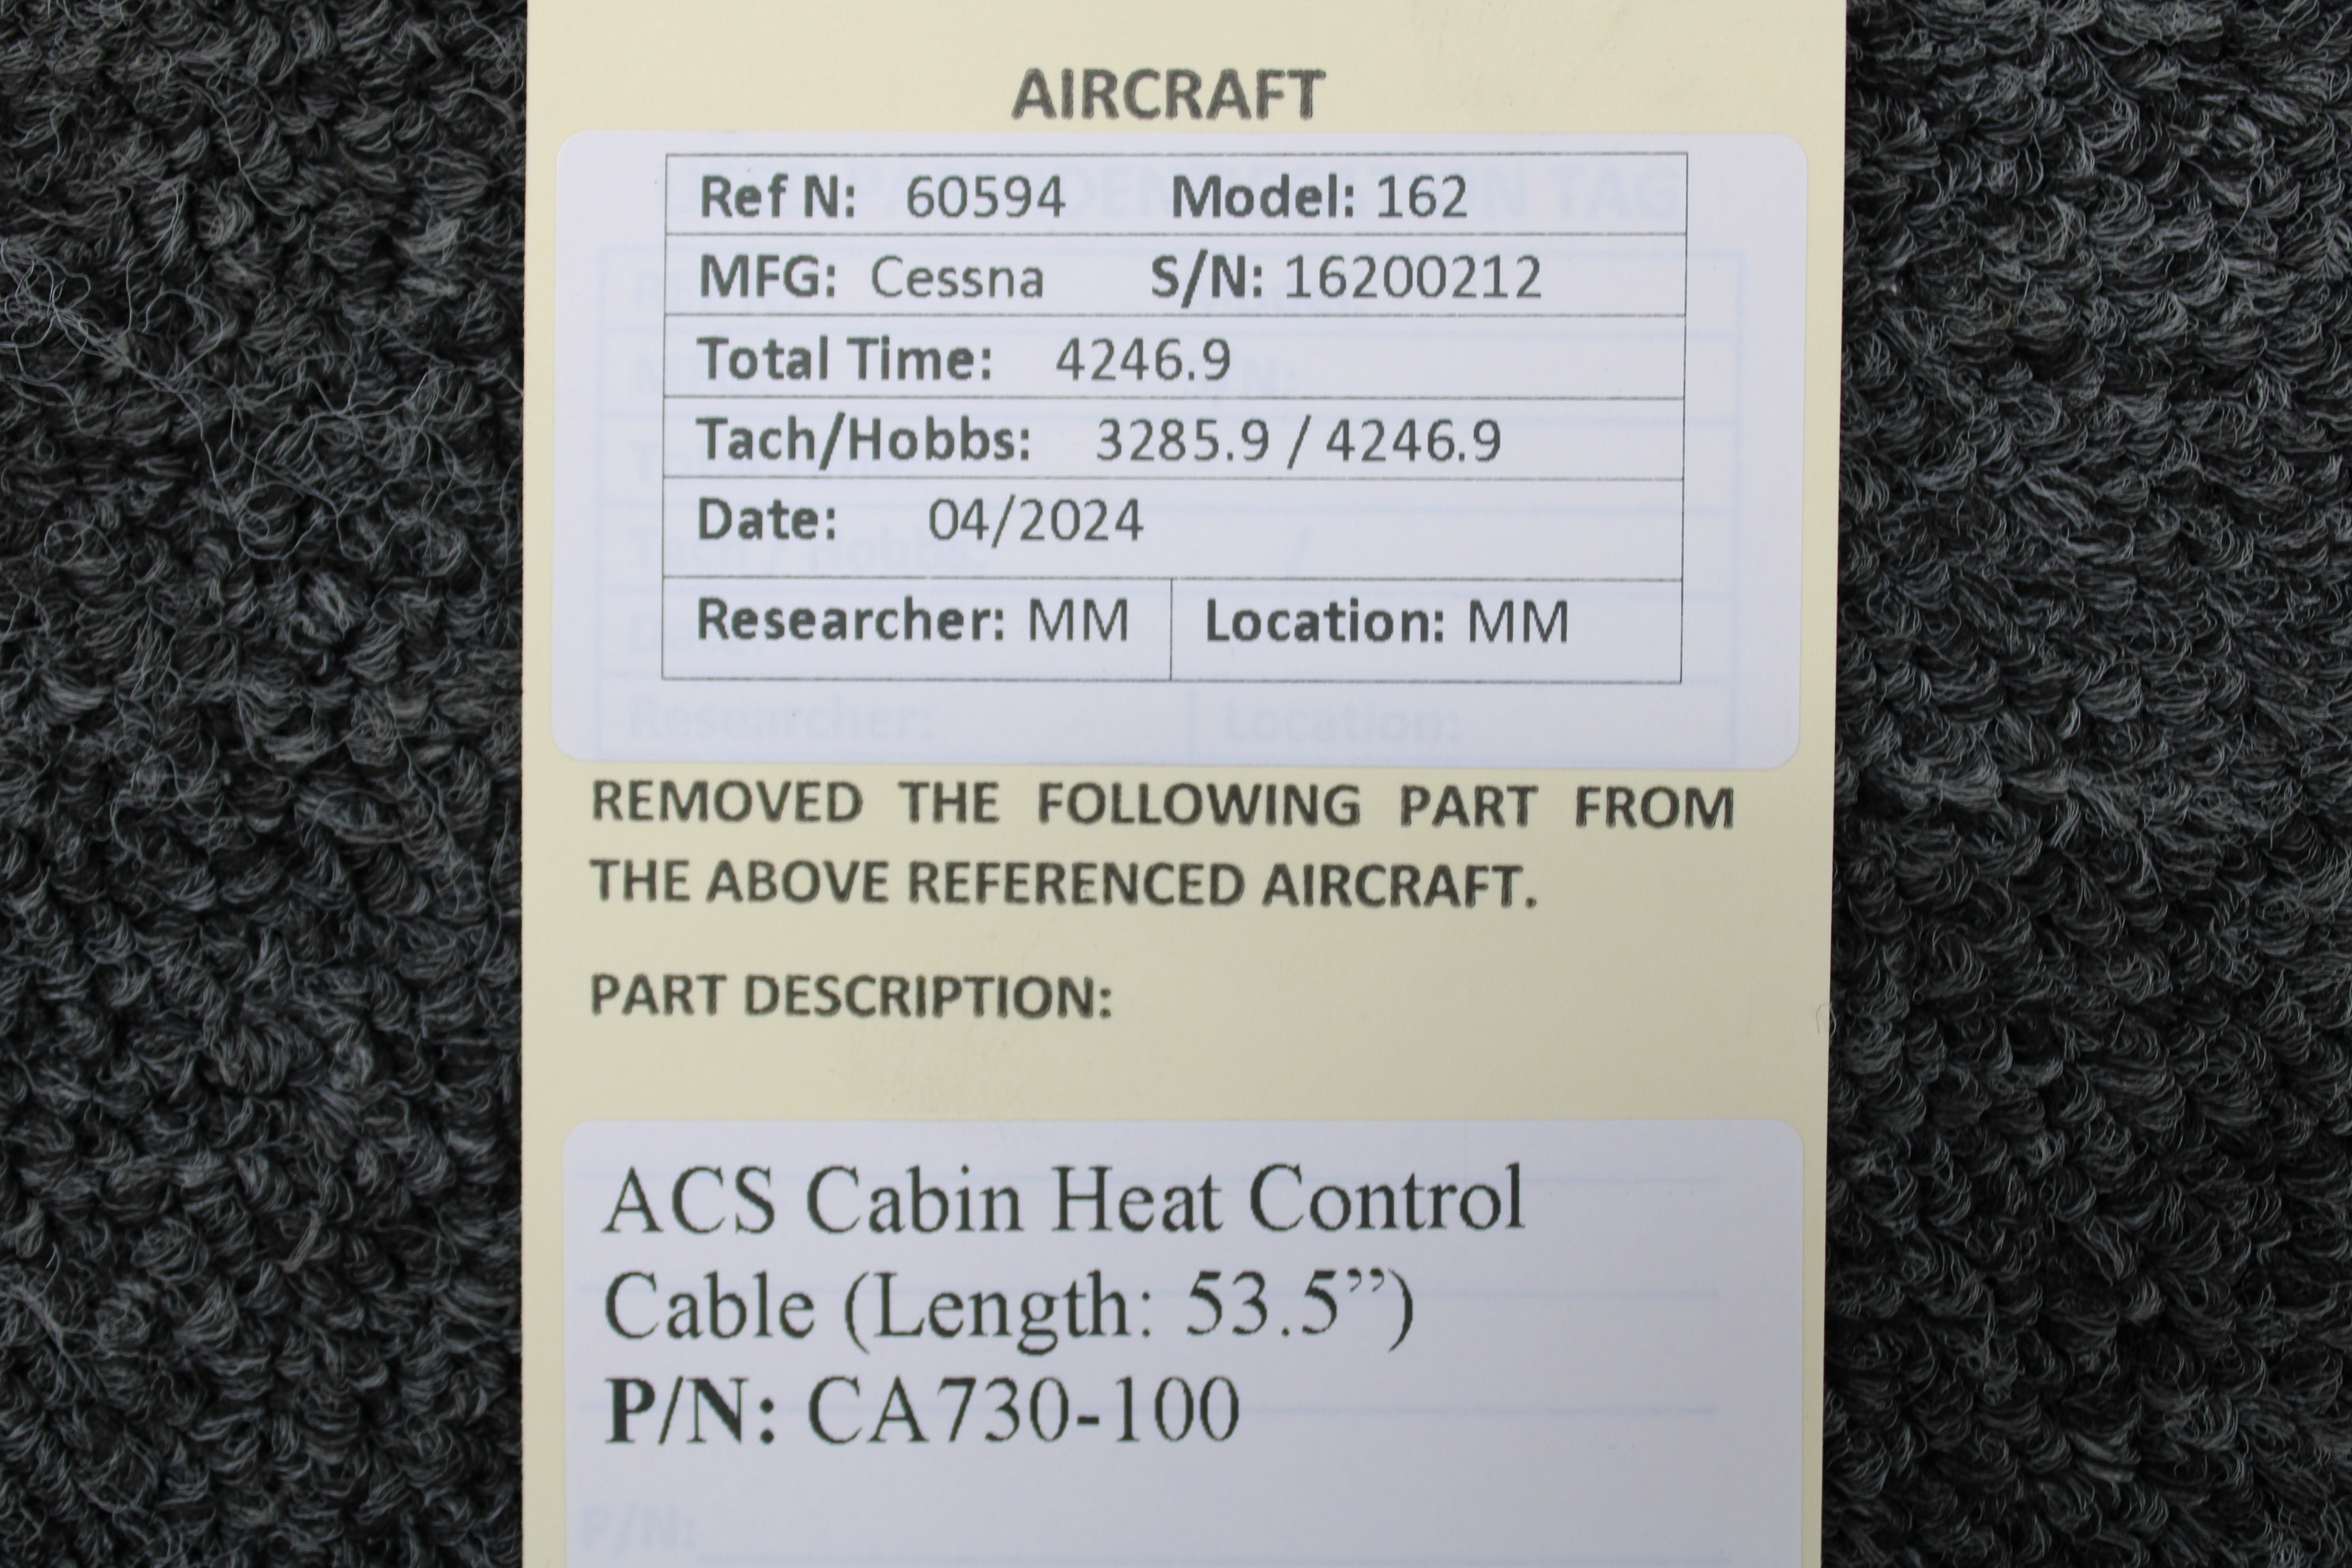 AIRCRAFT
Ref N: 60594 Model: 162
MFG: Cessna S/N: 16200212
Total Time: 4246.9
Tach/Hobbs: 3285.9 / 4246.9
Date: 04/2024
Researcher: MM Location: MM
Researcher: Location:
REMOVED THE FOLLOWING PART FROM
THE ABOVE REFERENCED AIRCRAFT.
PART DESCRIPTION:
ACS Cabin Heat Control
Cable (Length: 53.5”)
P/N: CA730-100
P/N: